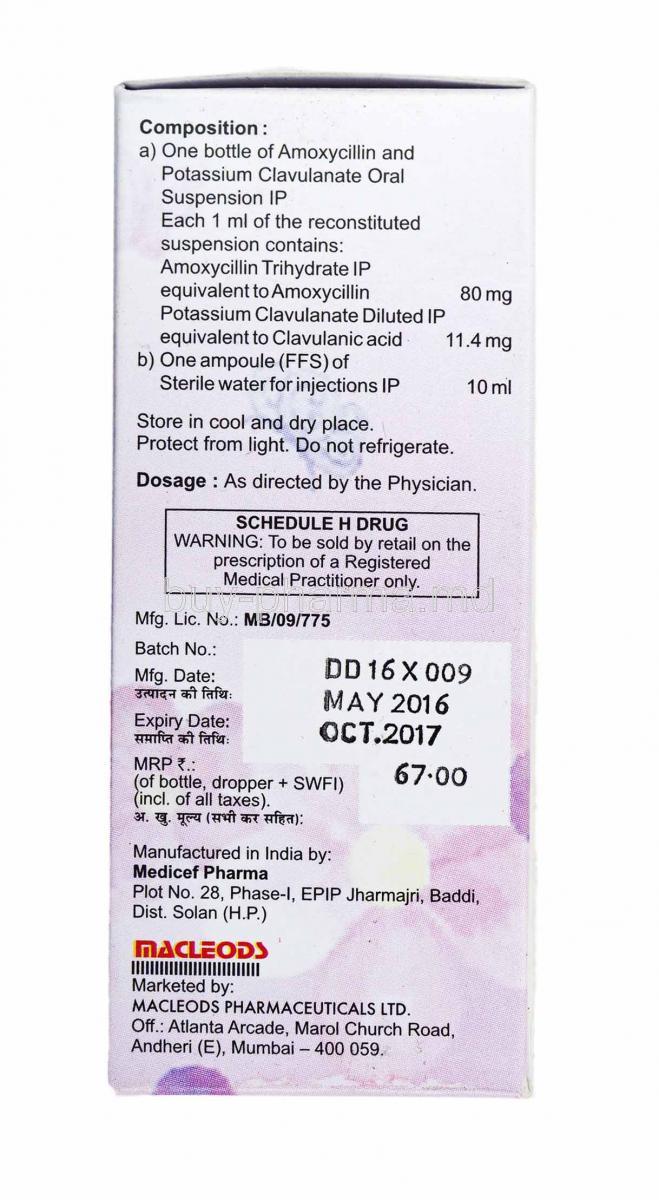 Composition :
a) One bottle of Amoxycillin and
Potassium Clavulanate Oral
Suspension IP
Each 1 ml of the reconstituted
suspension contains:
Amoxycillin Trihydrate IP
equivalent to Amoxycillin 80 mg
Potassium Clavulanate Diluted IP
equivalent to Clavulanic acid 11.4 mg
b) One ampoule (FFS) of
Sterile water for injections IP 10 ml
Store in cool and dry place.
Protect from light. Do not refrigerate.
Dosage : As directed by the Physician.
SCHEDULE H DRUG
WARNING: To be sold by retail on the
prescription of a Registered
Medical Practitioner only.
buy-pharma.md
Mfg. Lic. No.: MB/09/775
Batch No.: DD 16 X 009
Mfg. Date: MAY 2016
उत्पादन की तिथि:
Expiry Date: OCT.2017
समाप्ति की तिथि:
MRP ₹.: 67.00
(of bottle, dropper + SWFI)
(incl. of all taxes).
अ. खु. मूल्य (सभी कर सहित):
Manufactured in India by:
Medicef Pharma
Plot No. 28, Phase-I, EPIP Jharmajri, Baddi,
Dist. Solan (H.P.)
MACLEODS
Marketed by:
MACLEODS PHARMACEUTICALS LTD.
Off.: Atlanta Arcade, Marol Church Road,
Andheri (E), Mumbai – 400 059.